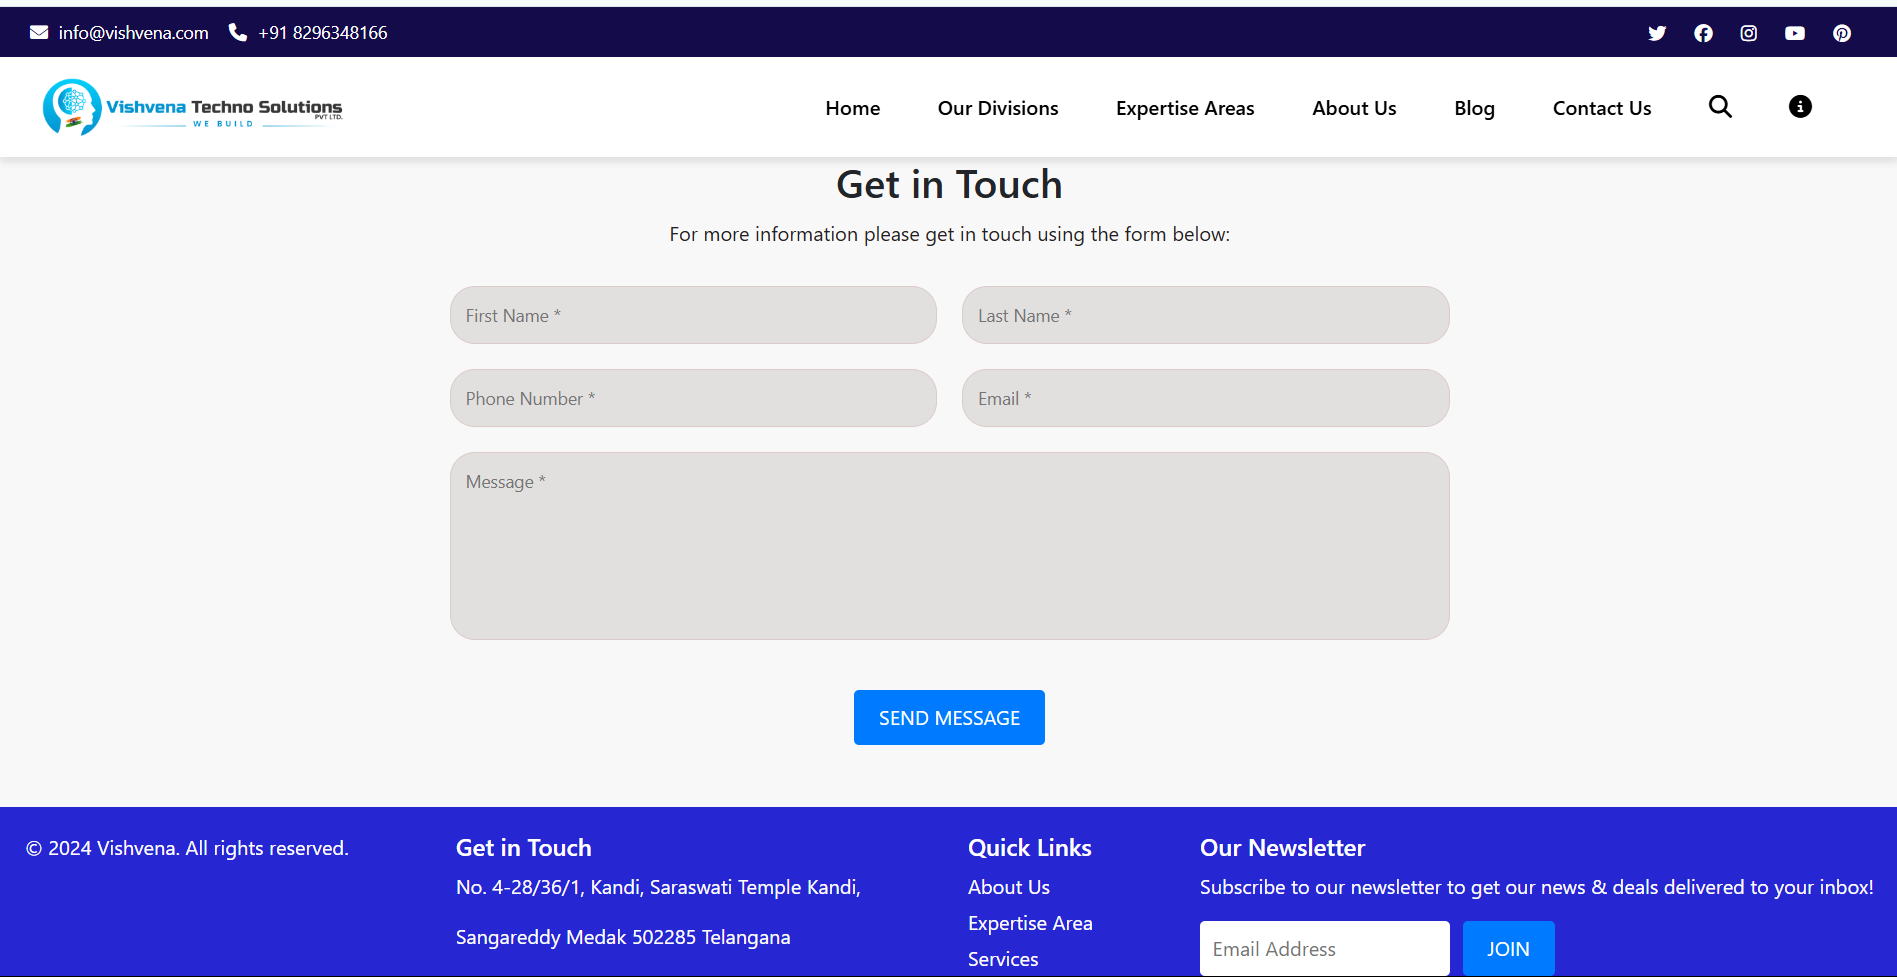 info@vishvena.com +91 8296348166
Vishvena Techno Solutions
PVT LTD.
WE BUILD
Home Our Divisions Expertise Areas About Us Blog Contact Us
Get in Touch
For more information please get in touch using the form below:
First Name * Last Name *
Phone Number * Email *
Message *
SEND MESSAGE
© 2024 Vishvena. All rights reserved.
Get in Touch
No. 4-28/36/1, Kandi, Saraswati Temple Kandi,
Sangareddy Medak 502285 Telangana
Quick Links
About Us
Expertise Area
Services
Our Newsletter
Subscribe to our newsletter to get our news & deals delivered to your inbox!
Email Address JOIN